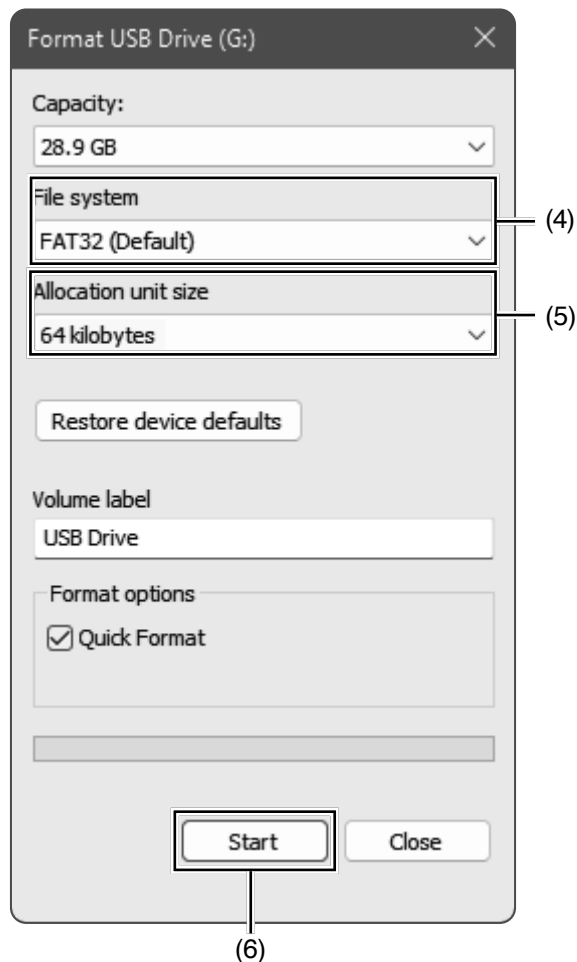 Format USB Drive (G:)
Capacity:
28.9 GB
File system
FAT32 (Default)
(4)
Allocation unit size
64 kilobytes
(5)
Restore device defaults
Volume label
USB Drive
Format options
Quick Format
Start
Close
(6)